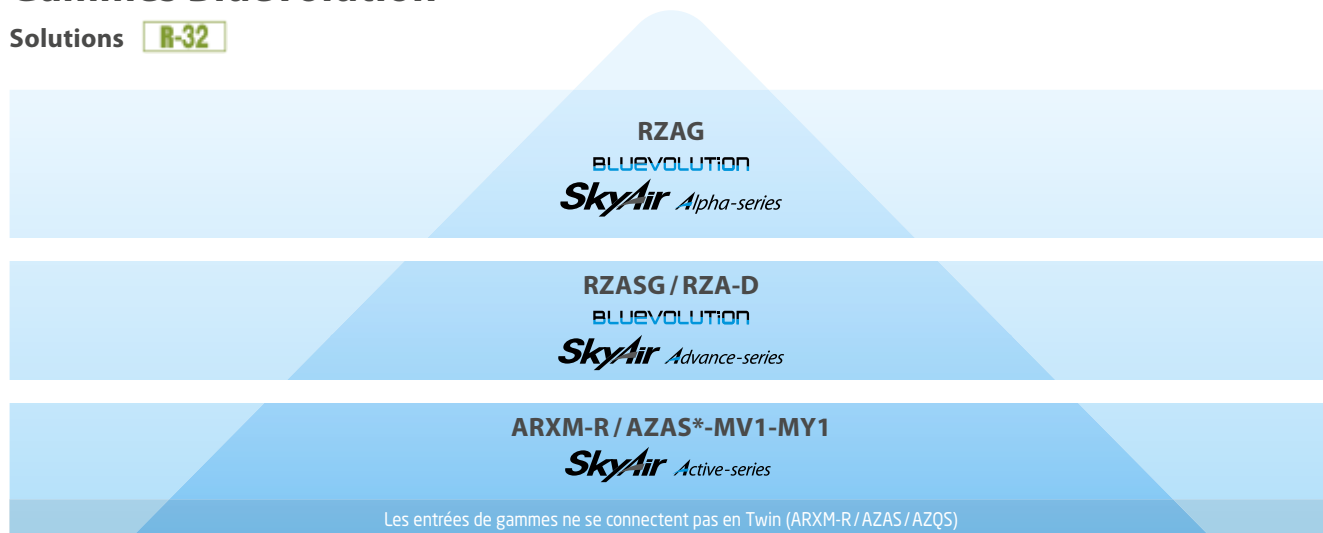 Solutions R-32
RZAG
BLUEVOLUTION
SkyAir Alpha-series
RZASG / RZA-D
BLUEVOLUTION
SkyAir Advance-series
ARXM-R / AZAS*-MV1-MY1
SkyAir Active-series
Les entrées de gammes ne se connectent pas en Twin (ARXM-R / AZAS / AZQS)